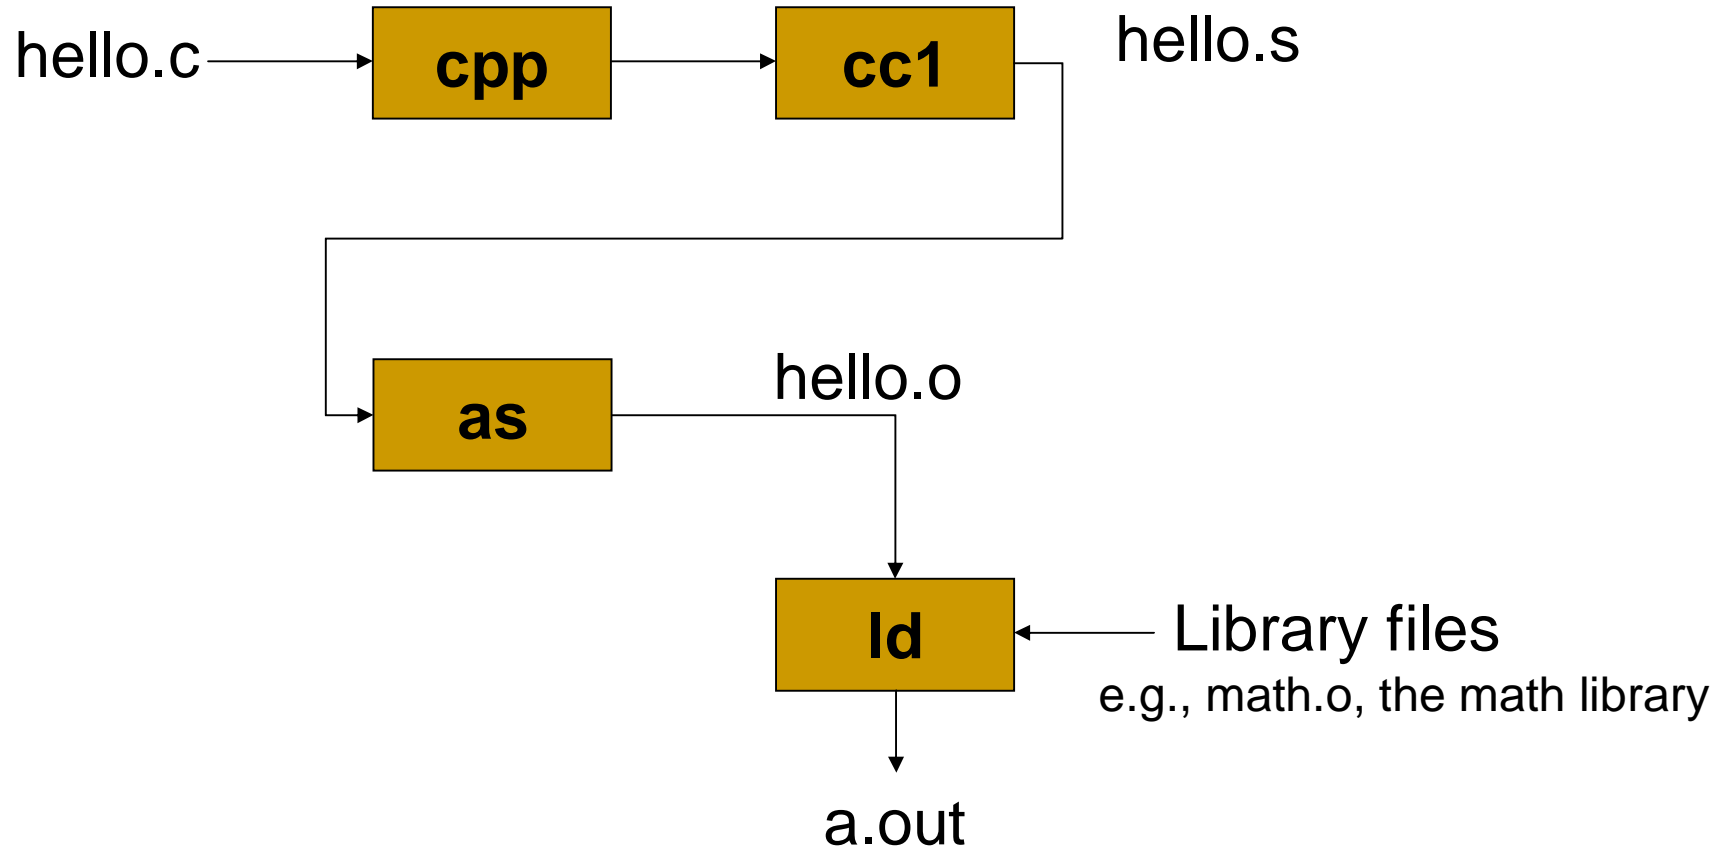 hello.c
cpp
cc1
hello.s
as
hello.o
ld
Library files
e.g., math.o, the math library
a.out